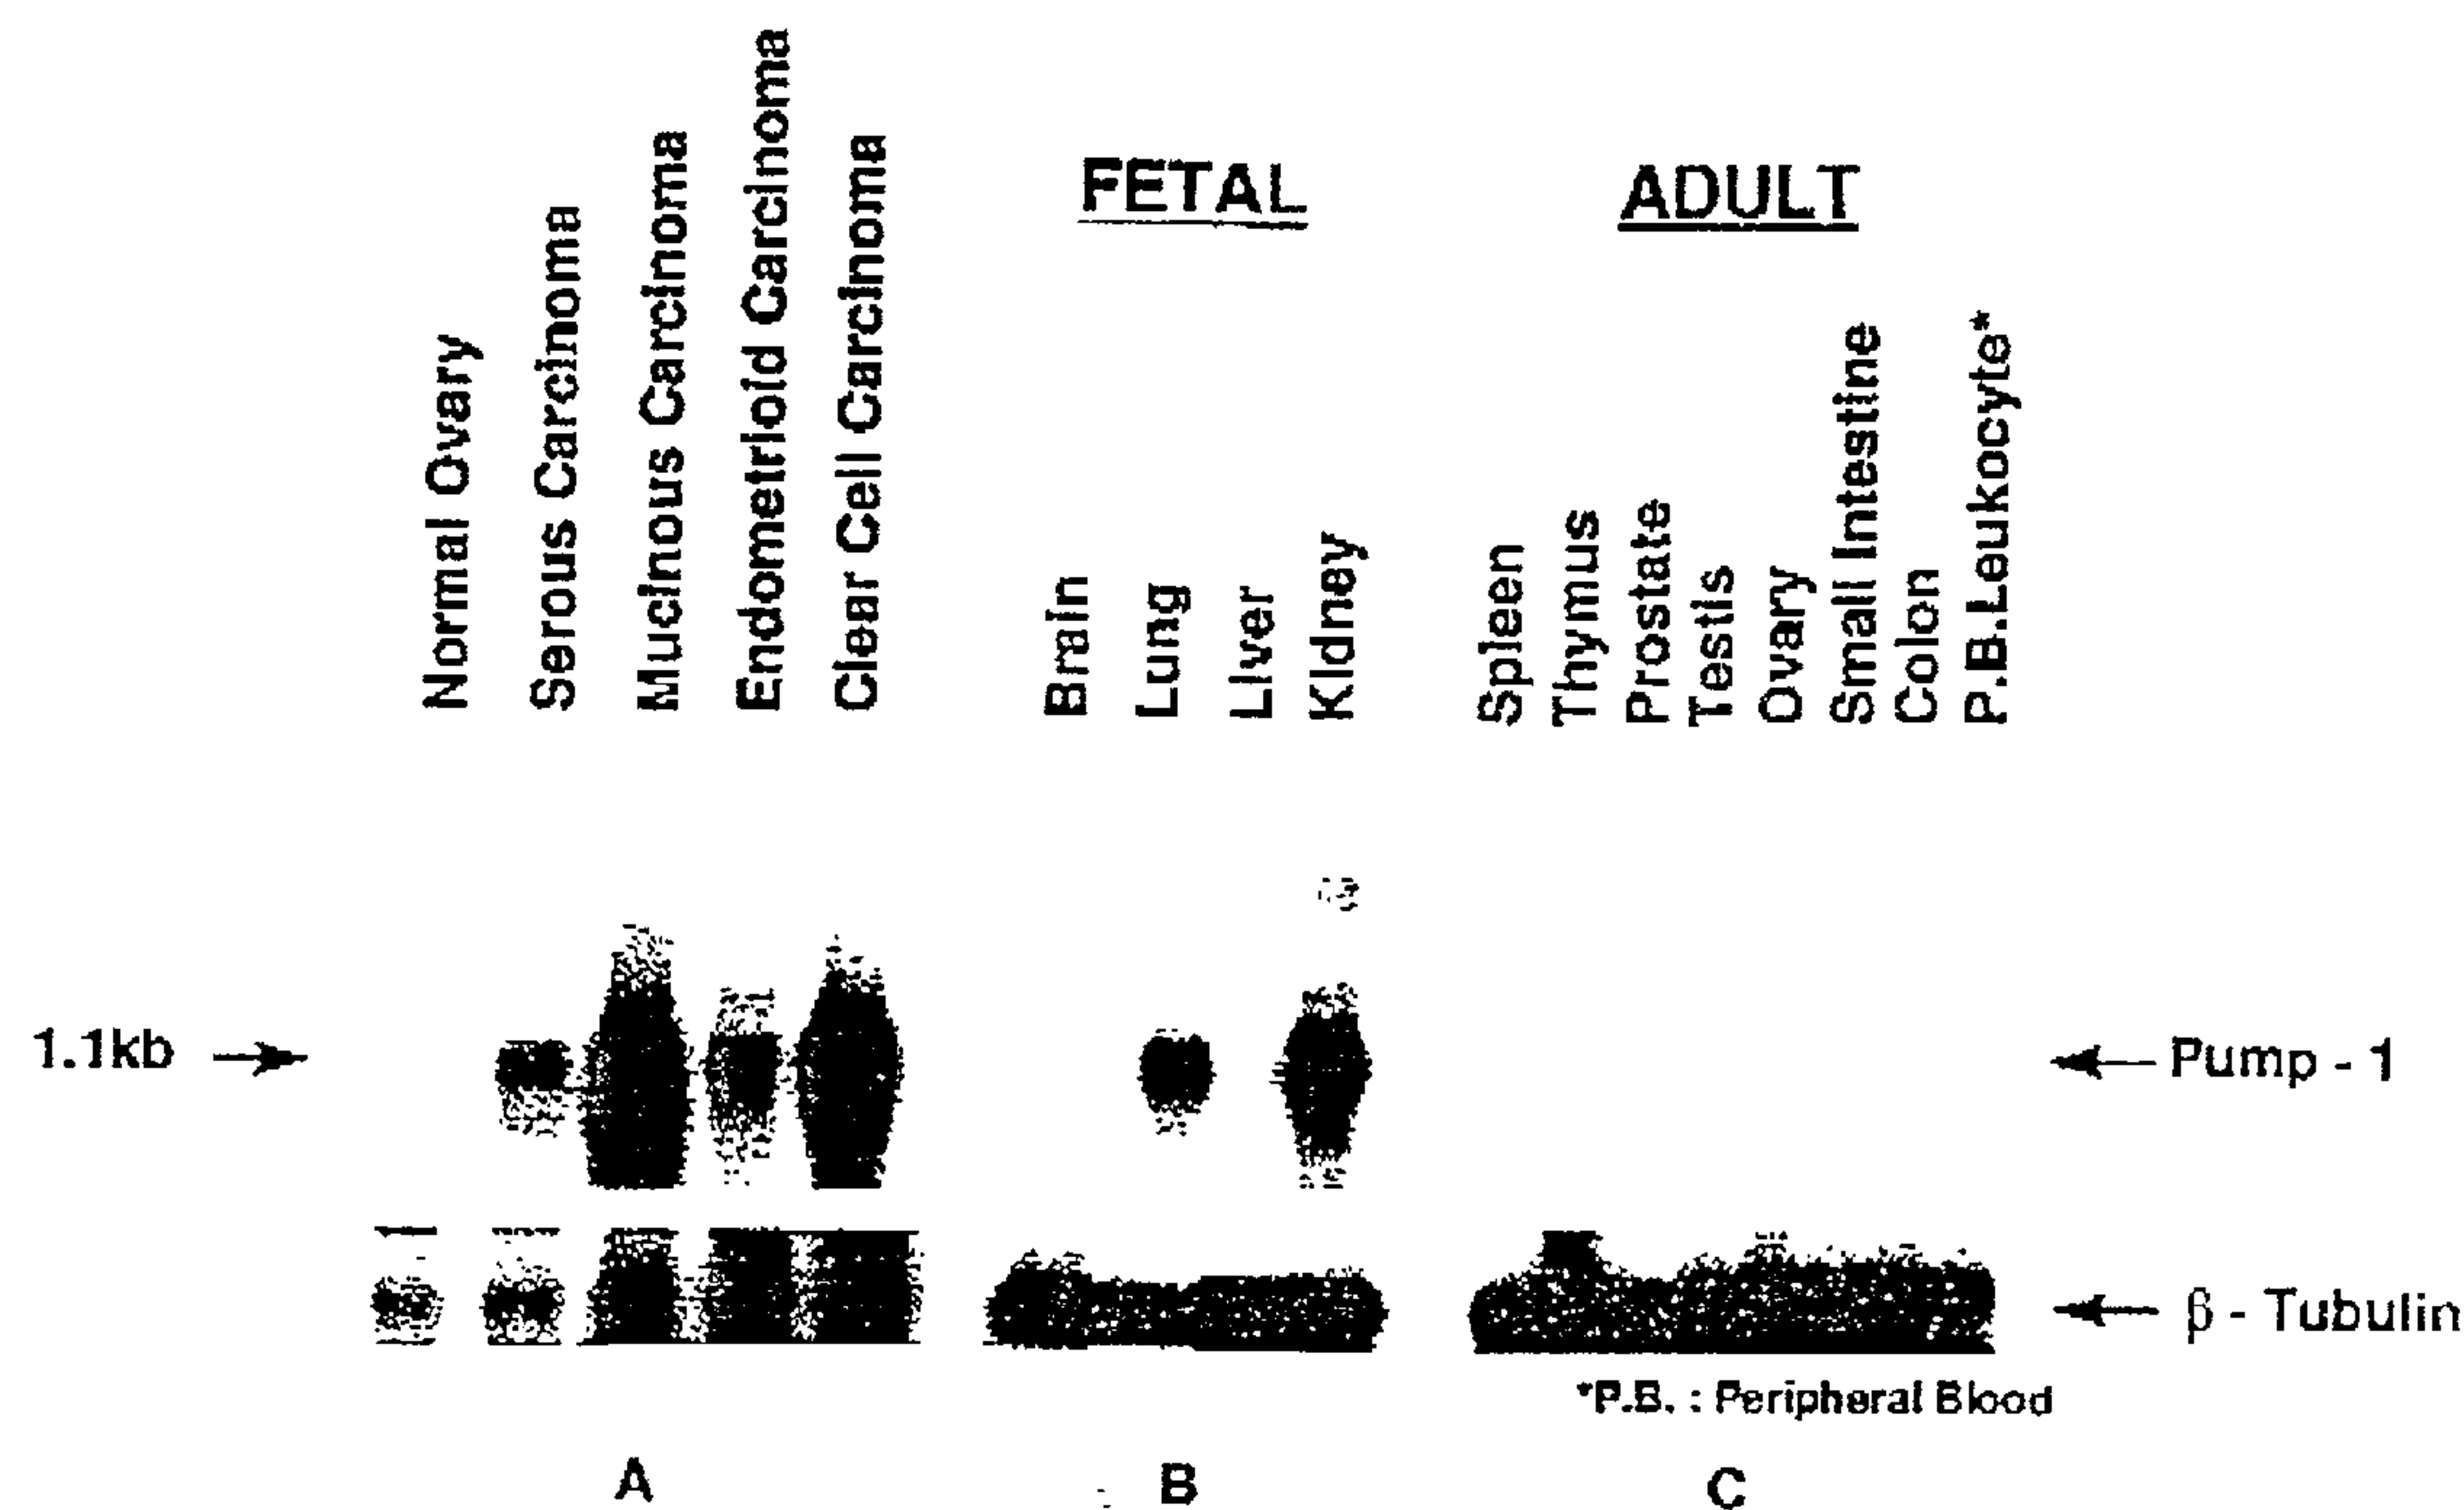 Normal Ovary
Serous Carcinoma
Mucinous Carcinoma
Endometrioid Carcinoma
Clear Cell Carcinoma
FETAL
Brain
Lung
Liver
Kidney
ADULT
Spleen
Thymus
Prostate
Testis
Ovary
Small Intestine
Colon
P.B.Leukocyte*
1.1kb
Pump - 1
β - Tubulin
*P.B. : Peripheral Blood
A
B
C